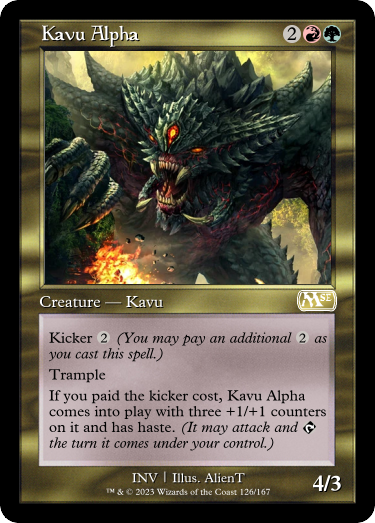 Kavu Alpha 2
Creature — Kavu MSE
Kicker 2 (You may pay an additional 2 as
you cast this spell.)
Trample
If you paid the kicker cost, Kavu Alpha
comes into play with three +1/+1 counters
on it and has haste. (It may attack and
the turn it comes under your control.)
INV | Illus. AlienT
™ & © 2023 Wizards of the Coast 126/167
4/3